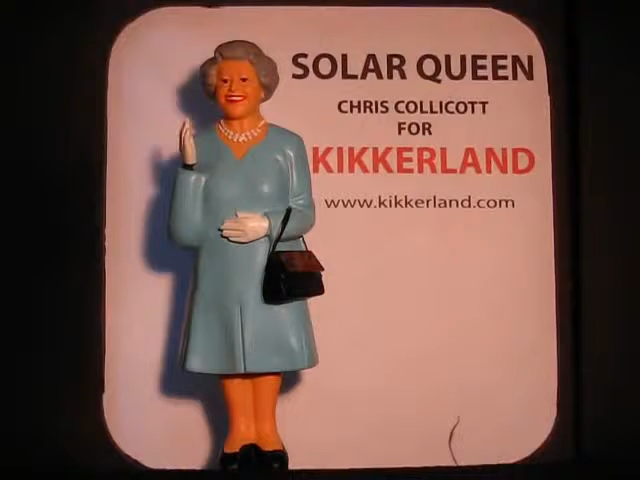 SOLAR QUEEN
CHRIS COLLICOTT
FOR
KIKKERLAND
www.kikkerland.com